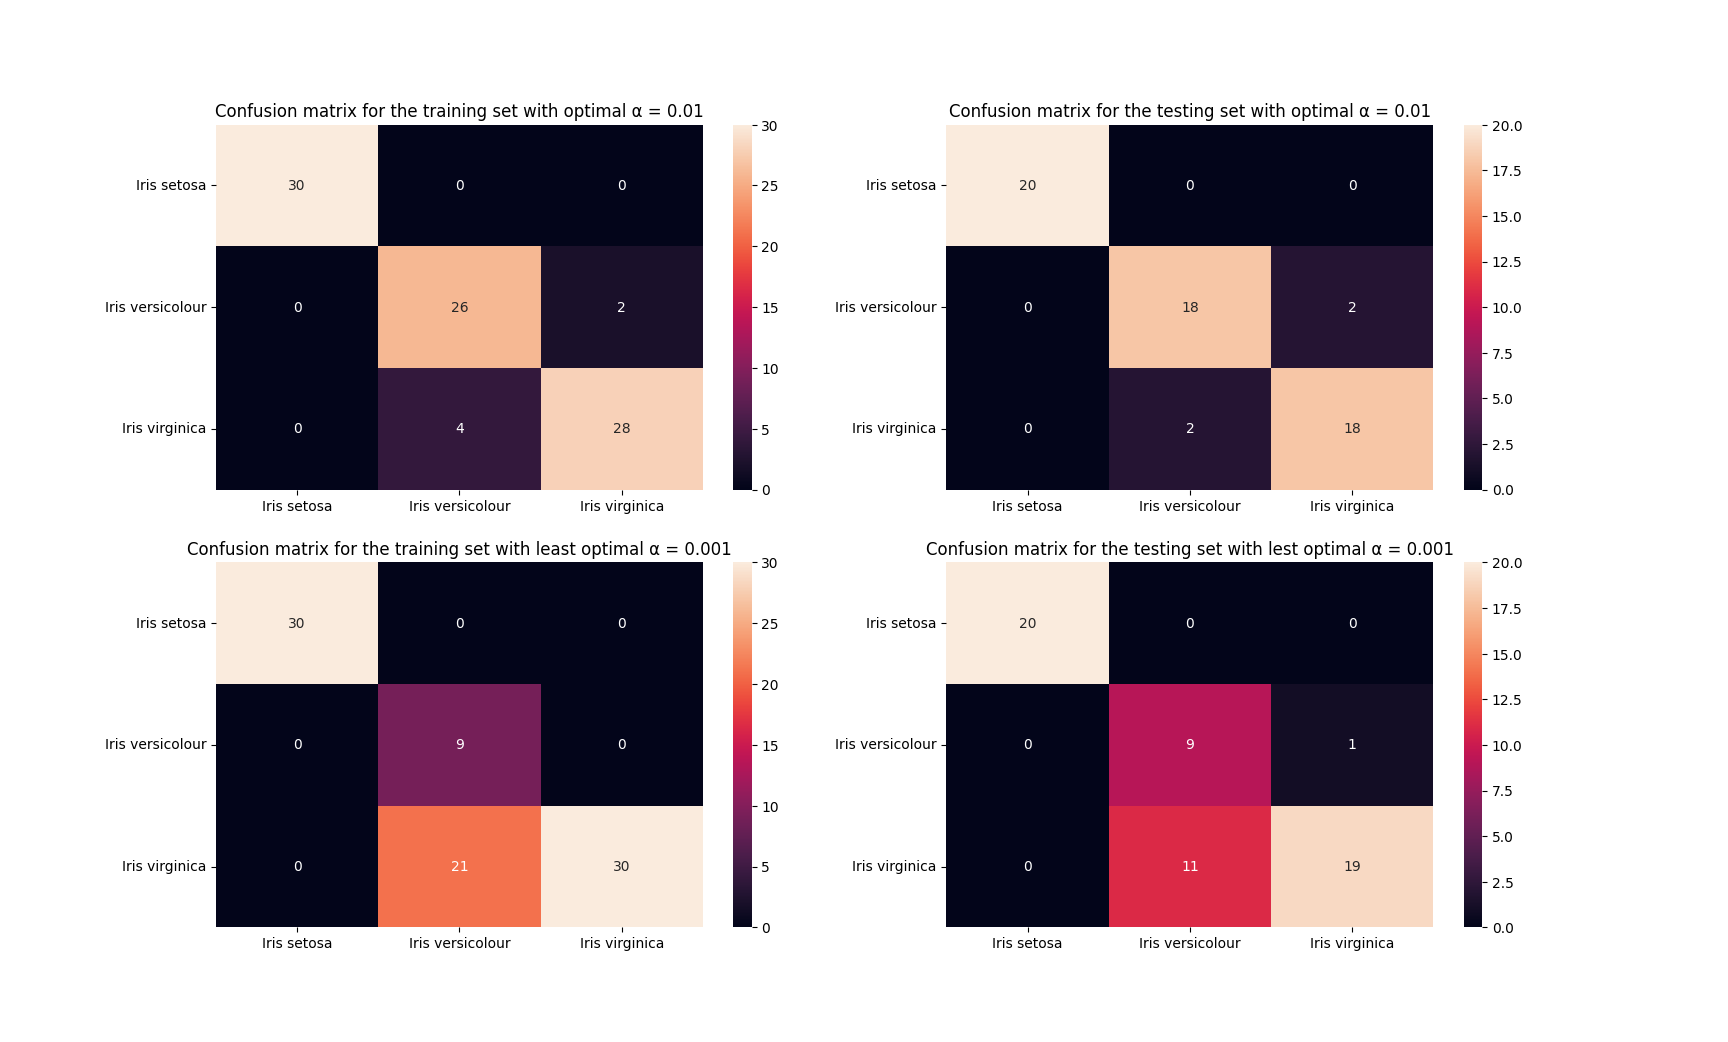 Confusion matrix for the training set with optimal α = 0.01
Iris setosa 30 0 0
Iris versicolour 0 26 2
Iris virginica 0 4 28
Iris setosa Iris versicolour Iris virginica
30
25
20
15
10
5
0
Confusion matrix for the testing set with optimal α = 0.01
Iris setosa 20 0 0
Iris versicolour 0 18 2
Iris virginica 0 2 18
Iris setosa Iris versicolour Iris virginica
20.0
17.5
15.0
12.5
10.0
7.5
5.0
2.5
0.0
Confusion matrix for the training set with least optimal α = 0.001
Iris setosa 30 0 0
Iris versicolour 0 9 0
Iris virginica 0 21 30
Iris setosa Iris versicolour Iris virginica
30
25
20
15
10
5
0
Confusion matrix for the testing set with lest optimal α = 0.001
Iris setosa 20 0 0
Iris versicolour 0 9 1
Iris virginica 0 11 19
Iris setosa Iris versicolour Iris virginica
20.0
17.5
15.0
12.5
10.0
7.5
5.0
2.5
0.0